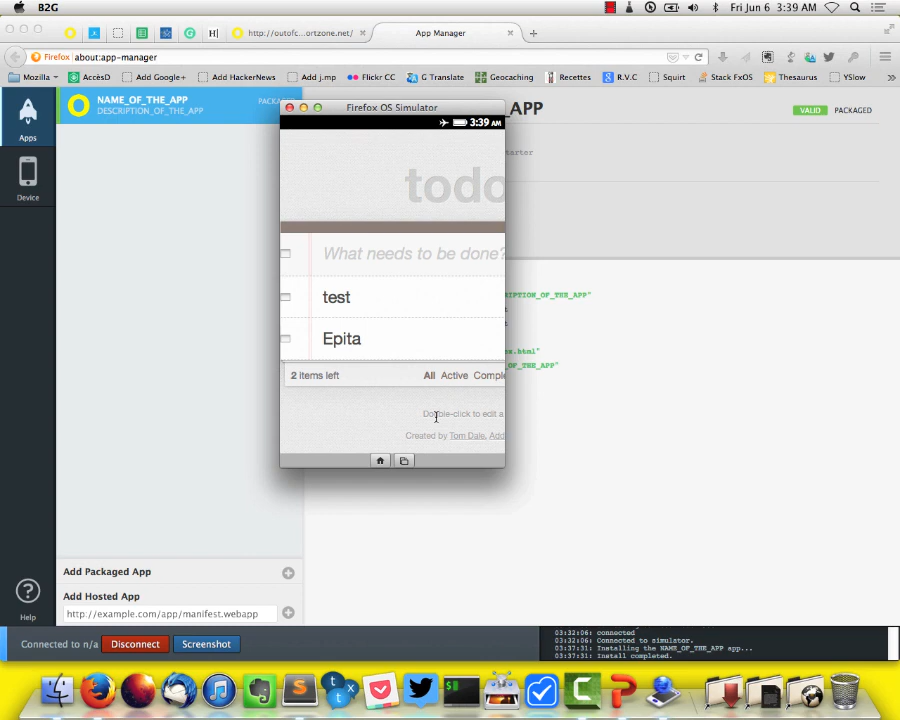 B2G
Fri Jun 6 3:39 AM
http://outofc...ortzone.net/
App Manager
Firefox about:app-manager
Mozilla
AccèsD
Add Google+
Add HackerNews
Add j.mp
Flickr CC
G Translate
Geocaching
Recettes
R.V.C
Squirt
Stack FxOS
Thesaurus
YSlow
Apps
Device
Help
NAME_OF_THE_APP
DESCRIPTION_OF_THE_APP
_APP
VALID
PACKAGED
Firefox OS Simulator
3:39 AM
todo
What needs to be done?
test
Epita
2 items left
All Active Comple
Double-click to edit a
Created by Tom Dale, Add
_OF_THE_APP"
Add Packaged App
Add Hosted App
http://example.com/app/manifest.webapp
Connected to n/a
Disconnect
Screenshot
03:32:06: connected
03:32:06: Connected to simulator.
03:37:31: Installing the NAME_OF_THE_APP app...
03:37:31: Install completed.